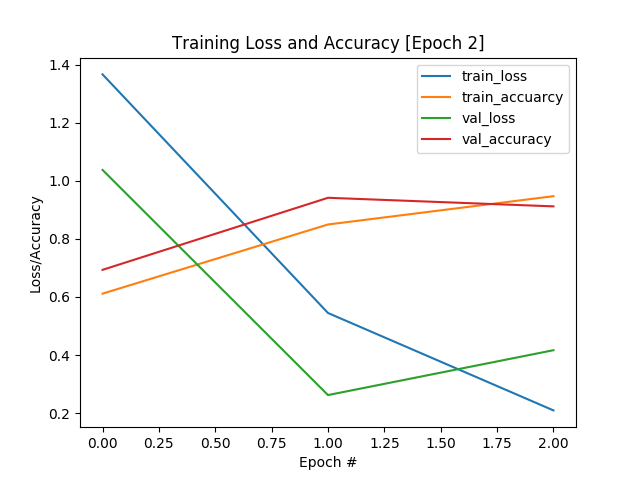 Training Loss and Accuracy [Epoch 2]
train_loss
train_accuarcy
val_loss
val_accuracy
1.4
1.2
1.0
0.8
0.6
0.4
0.2
Loss/Accuracy
0.00 0.25 0.50 0.75 1.00 1.25 1.50 1.75 2.00
Epoch #